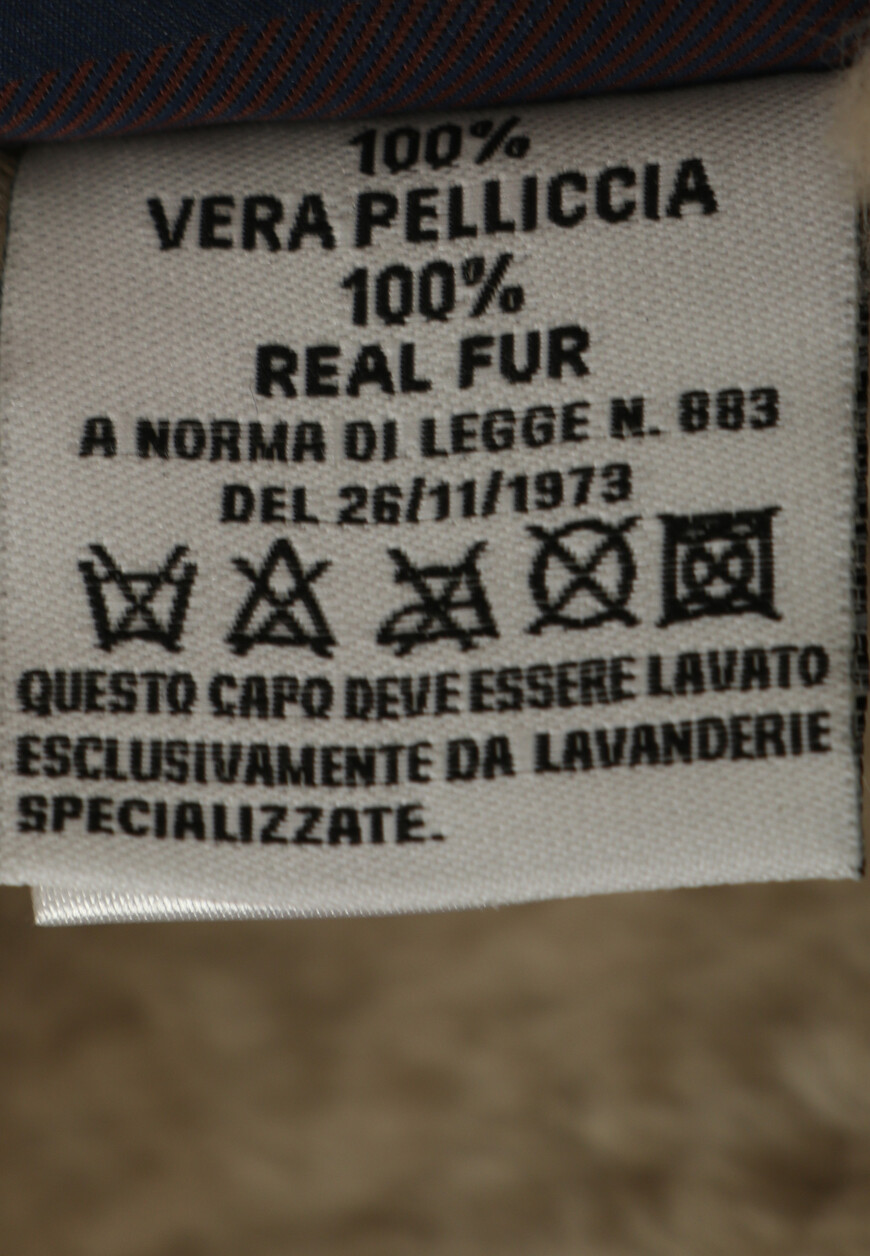 100%
VERA PELLICCIA
100%
REAL FUR
A NORMA DI LEGGE N. 883
DEL 26/11/1973
QUESTO CAPO DEVE ESSERE LAVATO
ESCLUSIVAMENTE DA LAVANDERIE
SPECIALIZZATE.